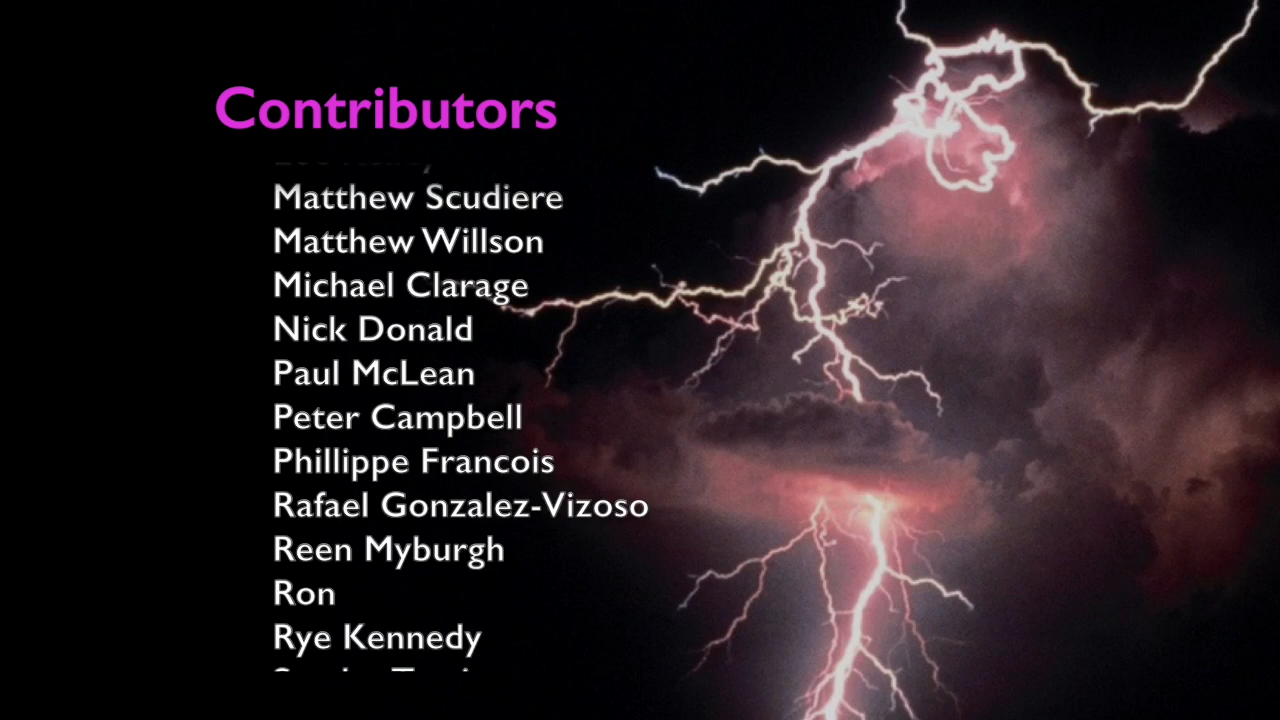 Contributors
Matthew Scudiere
Matthew Willson
Michael Clarage
Nick Donald
Paul McLean
Peter Campbell
Phillippe Francois
Rafael Gonzalez-Vizoso
Reen Myburgh
Ron
Rye Kennedy